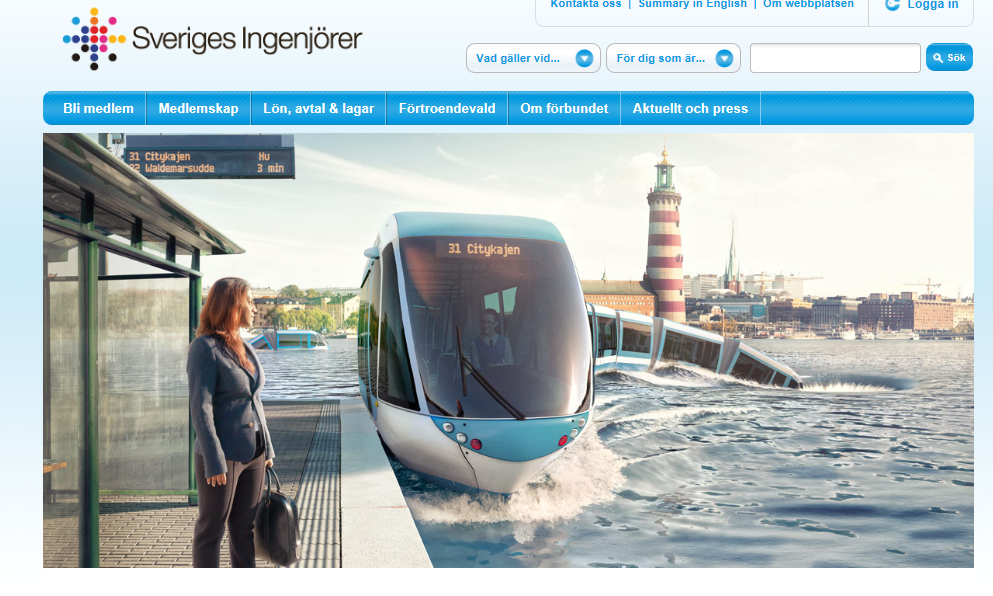 Kontakta oss | Summary in English | Om webbplatsen
Logga in
Sveriges Ingenjörer
Vad gäller vid...
För dig som är...
Sök
Bli medlem
Medlemskap
Lön, avtal & lagar
Förtroendevald
Om förbundet
Aktuellt och press
31 Citykajen Nu
32 Waldemarsudde 3 min
31 Citykajen